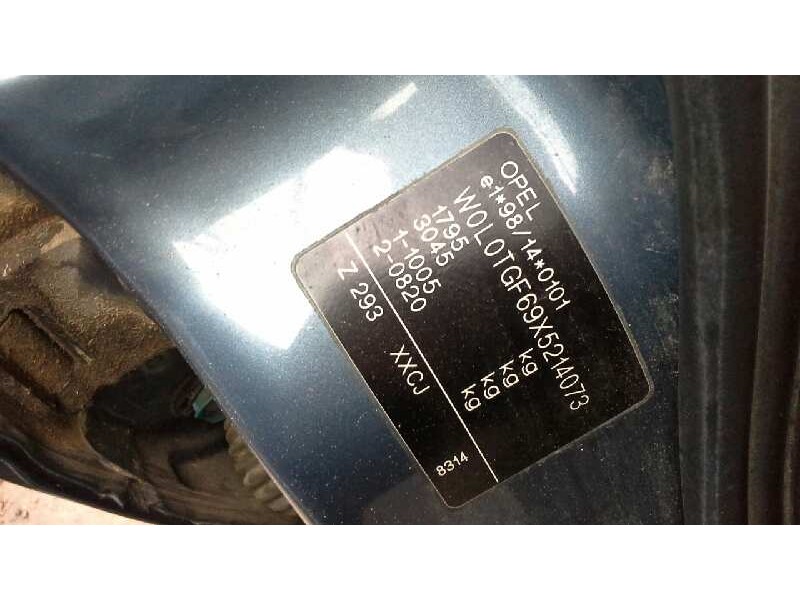 OPEL
e1*98/14*0101
W0L0TGF69X5214073
1795 kg
3045 kg
1-1005 kg
2-0820 kg
Z 293 XXCJ
8314